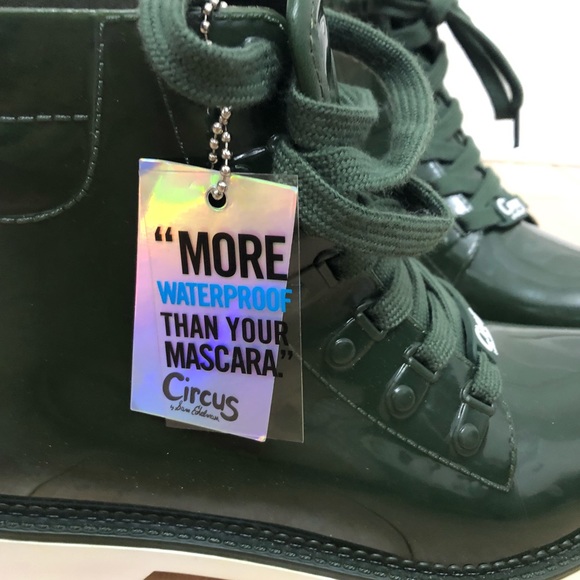 “MORE
WATERPROOF
THAN YOUR
MASCARA.”
Circus
by Sam Edelman